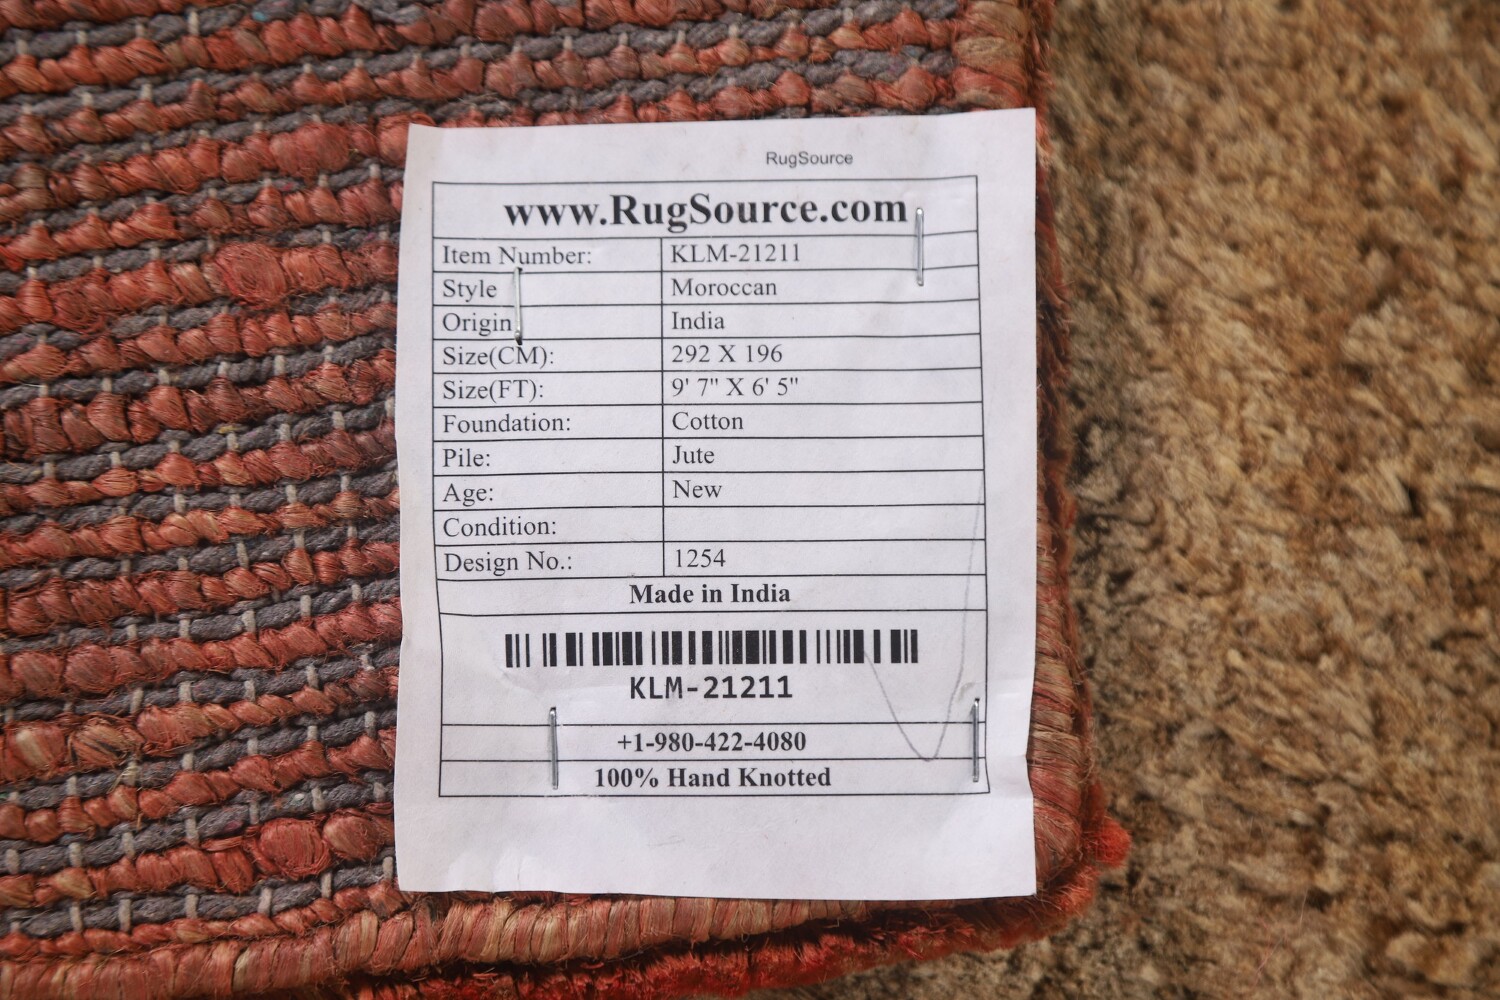 RugSource
www.RugSource.com
Item Number: KLM-21211
Style Moroccan
Origin India
Size(CM): 292 X 196
Size(FT): 9' 7" X 6' 5"
Foundation: Cotton
Pile: Jute
Age: New
Condition:
Design No.: 1254
Made in India
KLM-21211
+1-980-422-4080
100% Hand Knotted